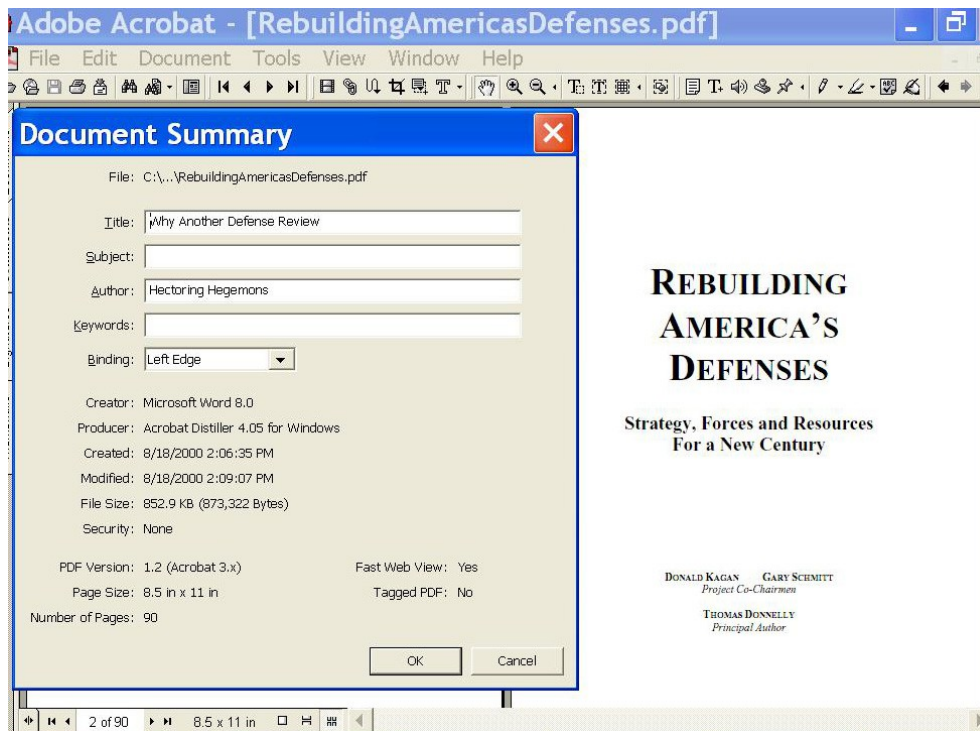 Adobe Acrobat - [RebuildingAmericasDefenses.pdf]
File Edit Document Tools View Window Help
Document Summary
File: C:\...\RebuildingAmericasDefenses.pdf
Title: Why Another Defense Review
Subject:
Author: Hectoring Hegemons
Keywords:
Binding: Left Edge
Creator: Microsoft Word 8.0
Producer: Acrobat Distiller 4.05 for Windows
Created: 8/18/2000 2:06:35 PM
Modified: 8/18/2000 2:09:07 PM
File Size: 852.9 KB (873,322 Bytes)
Security: None
PDF Version: 1.2 (Acrobat 3.x) Fast Web View: Yes
Page Size: 8.5 in x 11 in Tagged PDF: No
Number of Pages: 90
OK Cancel
REBUILDING
AMERICA'S
DEFENSES
Strategy, Forces and Resources
For a New Century
DONALD KAGAN GARY SCHMITT
Project Co-Chairmen
THOMAS DONNELLY
Principal Author
2 of 90 8.5 x 11 in